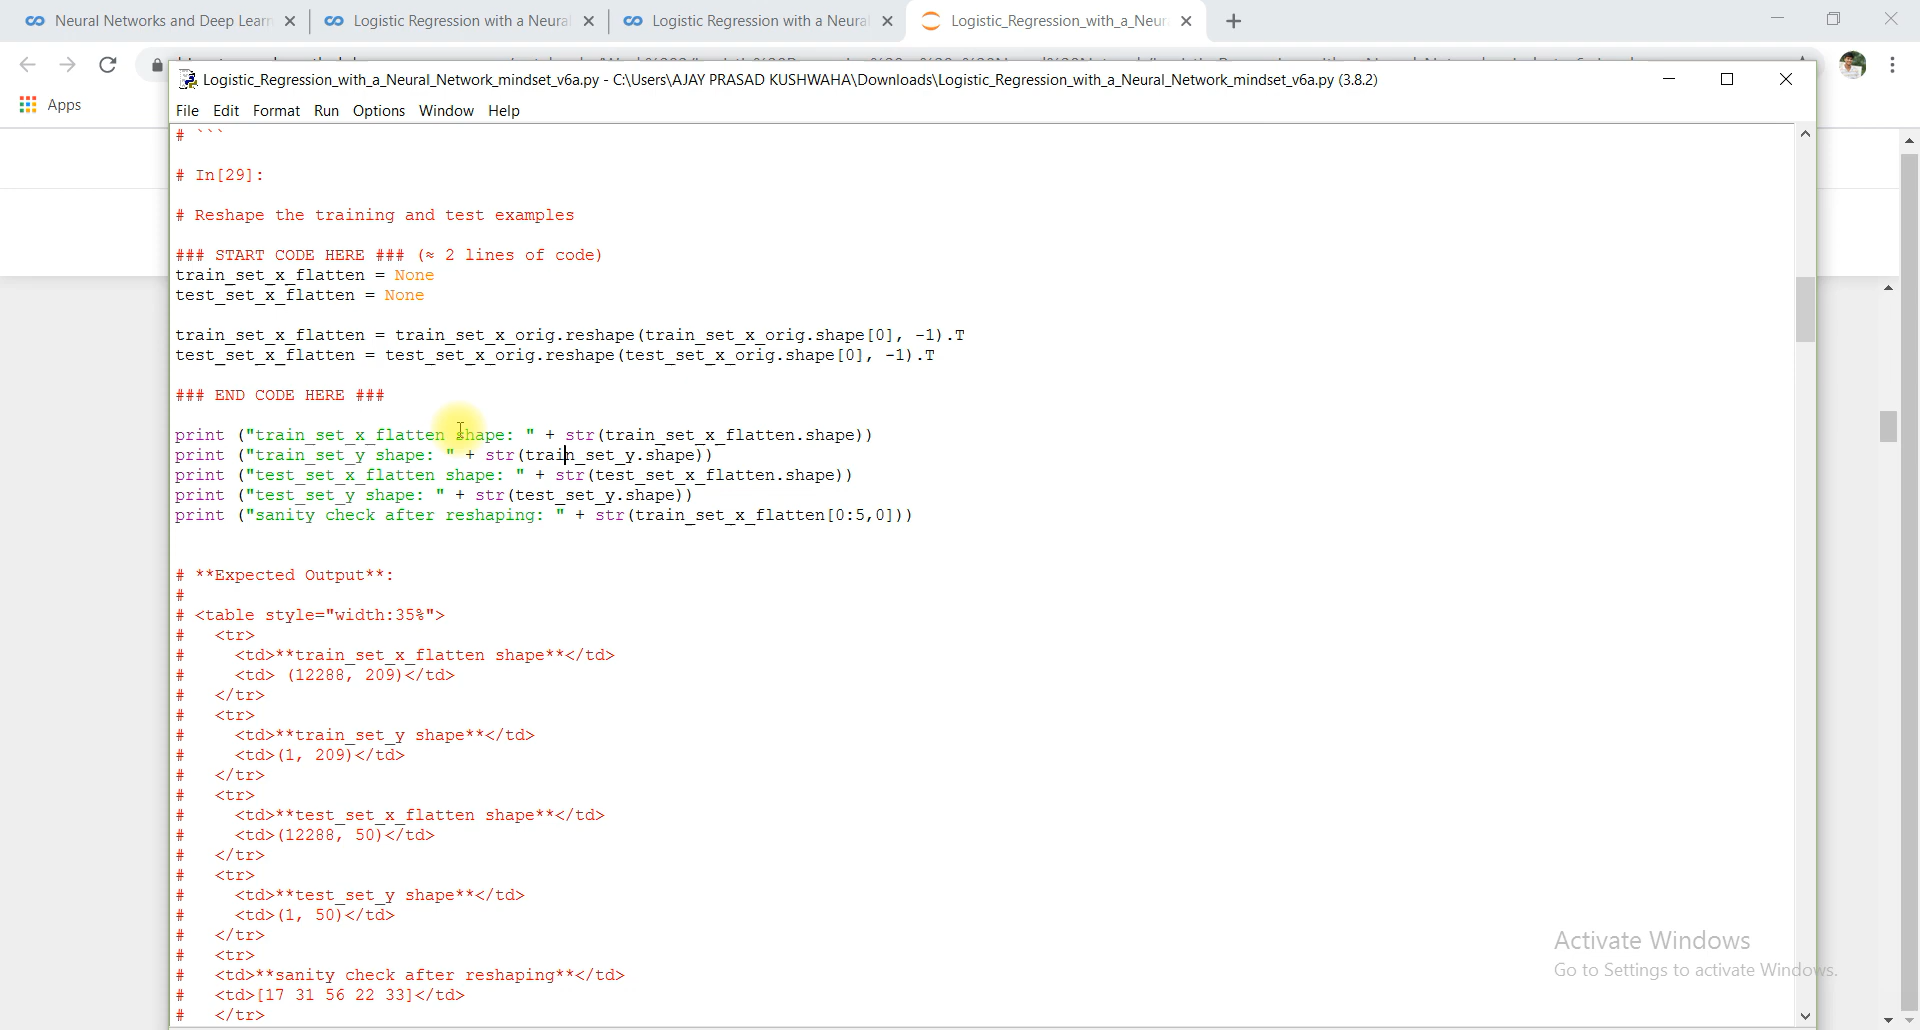 Neural Networks and Deep Learn
Logistic Regression with a Neural
Logistic Regression with a Neural
Logistic_Regression_with_a_Neur
Apps
Logistic_Regression_with_a_Neural_Network_mindset_v6a.py - C:\Users\AJAY PRASAD KUSHWAHA\Downloads\Logistic_Regression_with_a_Neural_Network_mindset_v6a.py (3.8.2)
File Edit Format Run Options Window Help
# ```
# In[29]:
# Reshape the training and test examples
### START CODE HERE ### (≈ 2 lines of code)
train_set_x_flatten = None
test_set_x_flatten = None
train_set_x_flatten = train_set_x_orig.reshape(train_set_x_orig.shape[0], -1).T
test_set_x_flatten = test_set_x_orig.reshape(test_set_x_orig.shape[0], -1).T
### END CODE HERE ###
print ("train_set_x_flatten shape: " + str(train_set_x_flatten.shape))
print ("train_set_y shape: " + str(train_set_y.shape))
print ("test_set_x_flatten shape: " + str(test_set_x_flatten.shape))
print ("test_set_y shape: " + str(test_set_y.shape))
print ("sanity check after reshaping: " + str(train_set_x_flatten[0:5,0]))
# **Expected Output**:
#
# <table style="width:35%">
#   <tr>
#     <td>**train_set_x_flatten shape**</td>
#     <td> (12288, 209)</td>
#   </tr>
#   <tr>
#     <td>**train_set_y shape**</td>
#     <td>(1, 209)</td>
#   </tr>
#   <tr>
#     <td>**test_set_x_flatten shape**</td>
#     <td>(12288, 50)</td>
#   </tr>
#   <tr>
#     <td>**test_set_y shape**</td>
#     <td>(1, 50)</td>
#   </tr>
#   <tr>
#   <td>**sanity check after reshaping**</td>
#   <td>[17 31 56 22 33]</td>
#   </tr>
Activate Windows
Go to Settings to activate Windows.